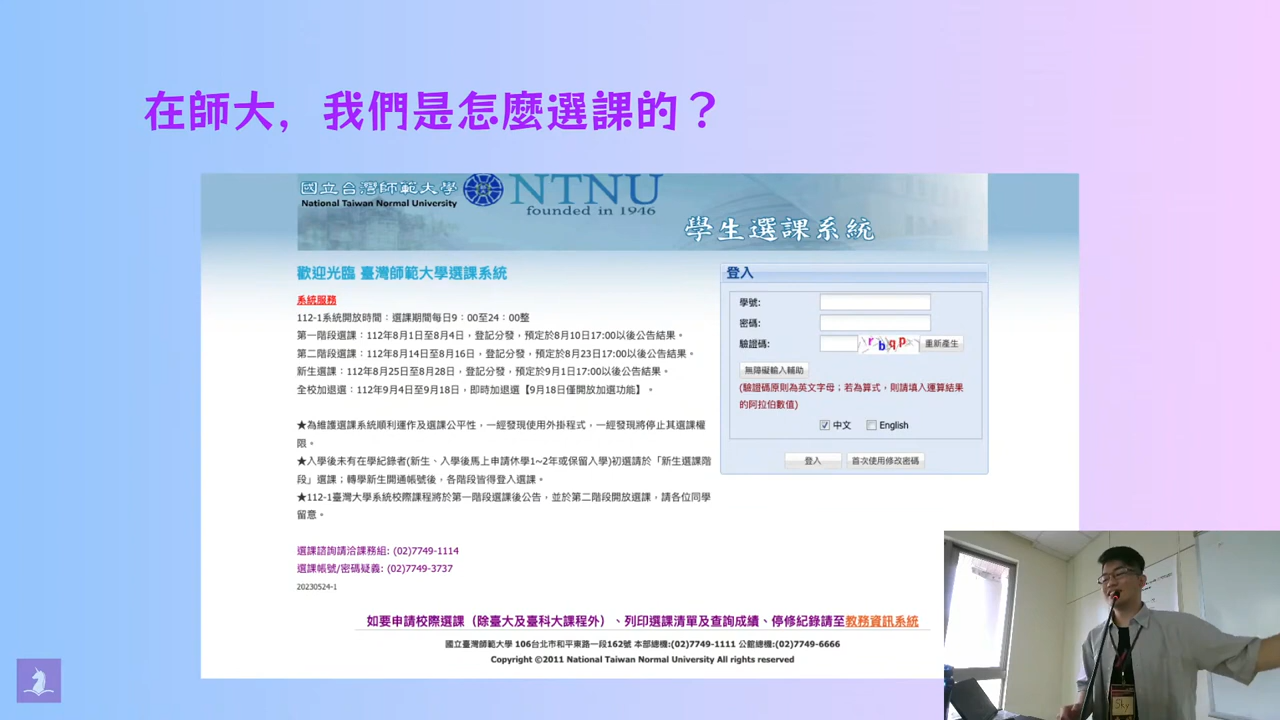 在師大，我們是怎麼選課的？
國立台灣師範大學
National Taiwan Normal University
NTNU
founded in 1946
學生選課系統
歡迎光臨 臺灣師範大學選課系統
系統服務
112-1系統開放時間：選課期間每日9：00至24：00整
第一階段選課：112年8月1日至8月4日，登記分發，預定於8月10日17:00以後公告結果。
第二階段選課：112年8月14日至8月16日，登記分發，預定於8月23日17:00以後公告結果。
新生選課：112年8月25日至8月28日，登記分發，預定於9月1日17:00以後公告結果。
全校加退選：112年9月4日至9月18日，即時加退選【9月18日僅開放加選功能】。
★為維護選課系統順利運作及選課公平性，一經發現使用外掛程式，一經發現將停止其選課權
限。
★入學後未有在學紀錄者(新生、入學後馬上申請休學1~2年或保留入學)初選請於「新生選課階
段」選課；轉學新生開通帳號後，各階段皆得登入選課。
★112-1臺灣大學系統校際課程將於第一階段選課後公告，並於第二階段開放選課，請各位同學
留意。
選課諮詢請洽課務組: (02)7749-1114
選課帳號/密碼疑義: (02)7749-3737
20230524-1
登入
學號:
密碼:
驗證碼:
r b q p
重新產生
無障礙輸入輔助
(驗證碼原則為英文字母；若為算式，則請填入運算結果
的阿拉伯數值)
中文
English
登入
首次使用修改密碼
如要申請校際選課（除臺大及臺科大課程外）、列印選課清單及查詢成績、停修紀錄請至教務資訊系統
國立臺灣師範大學 106台北市和平東路一段162號 本部總機:(02)7749-1111 公館總機:(02)7749-6666
Copyright ©2011 National Taiwan Normal University All rights reserved
Sky